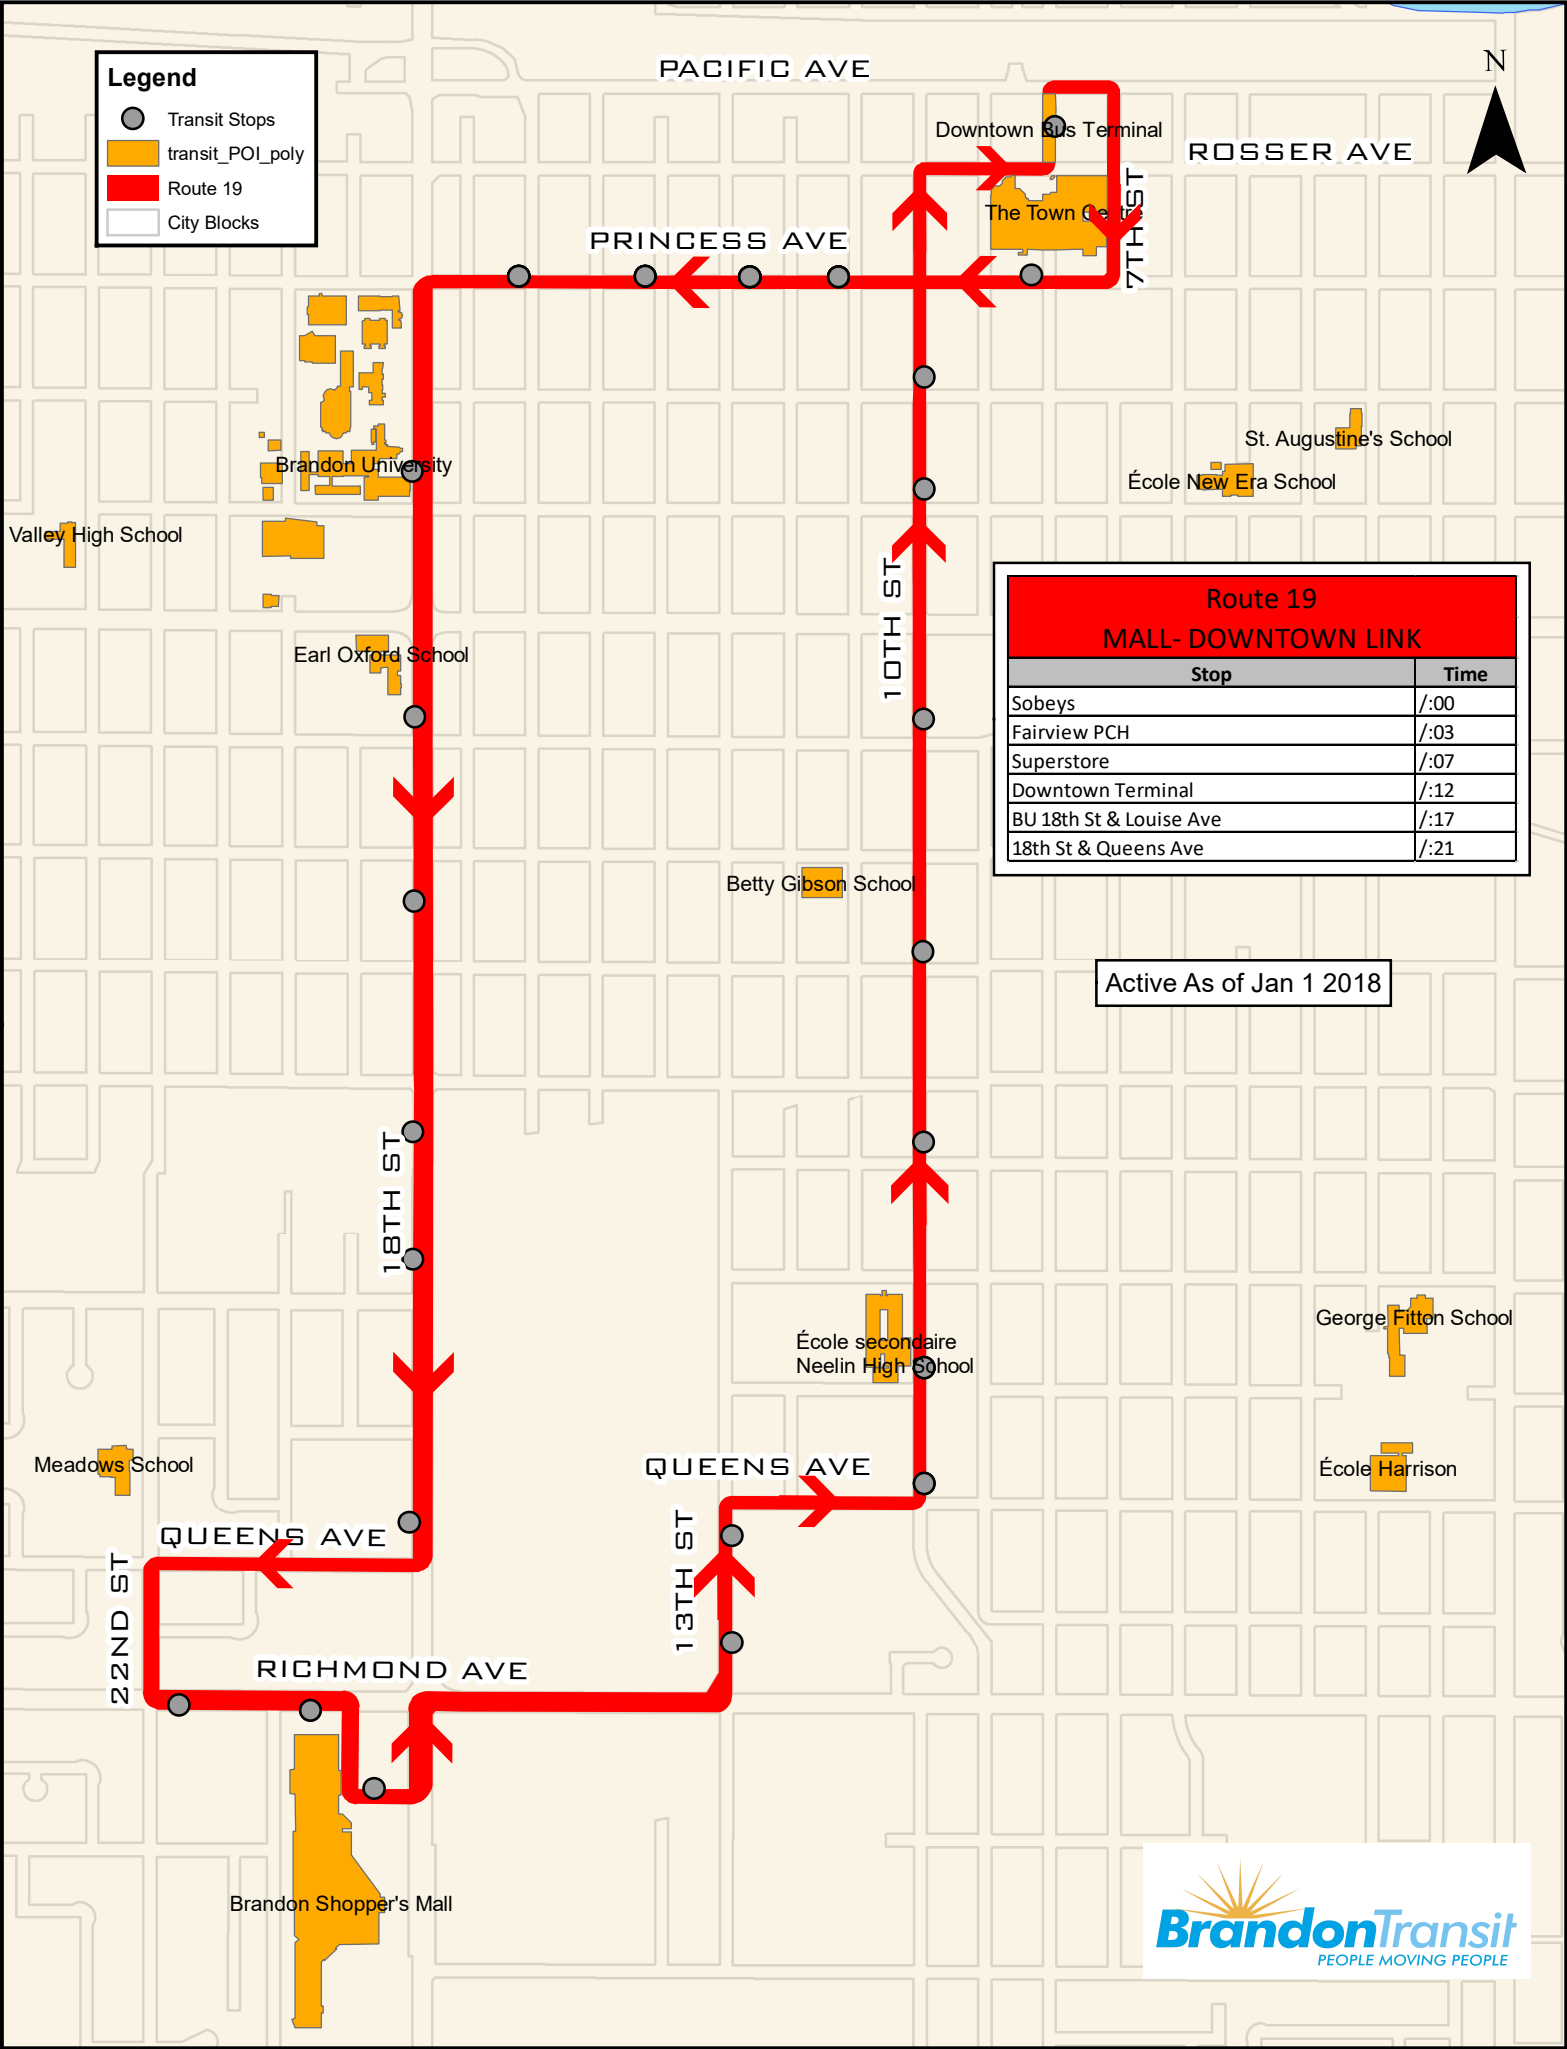 PACIFIC AVE
N
Legend
Transit Stops
transit_POI_poly
Route 19
City Blocks
Downtown Bus Terminal
ROSSER AVE
The Town Centre
7TH ST
PRINCESS AVE
St. Augustine's School
Brandon University
École New Era School
Valley High School
10TH ST
Route 19
MALL- DOWNTOWN LINK
Stop Time
Sobeys /:00
Fairview PCH /:03
Superstore /:07
Downtown Terminal /:12
BU 18th St & Louise Ave /:17
18th St & Queens Ave /:21
Earl Oxford School
Betty Gibson School
Active As of Jan 1 2018
18TH ST
George Fitton School
École secondaire
Neelin High School
Meadows School
QUEENS AVE
École Harrison
QUEENS AVE
13TH ST
22ND ST
RICHMOND AVE
Brandon Shopper's Mall
BrandonTransit
PEOPLE MOVING PEOPLE